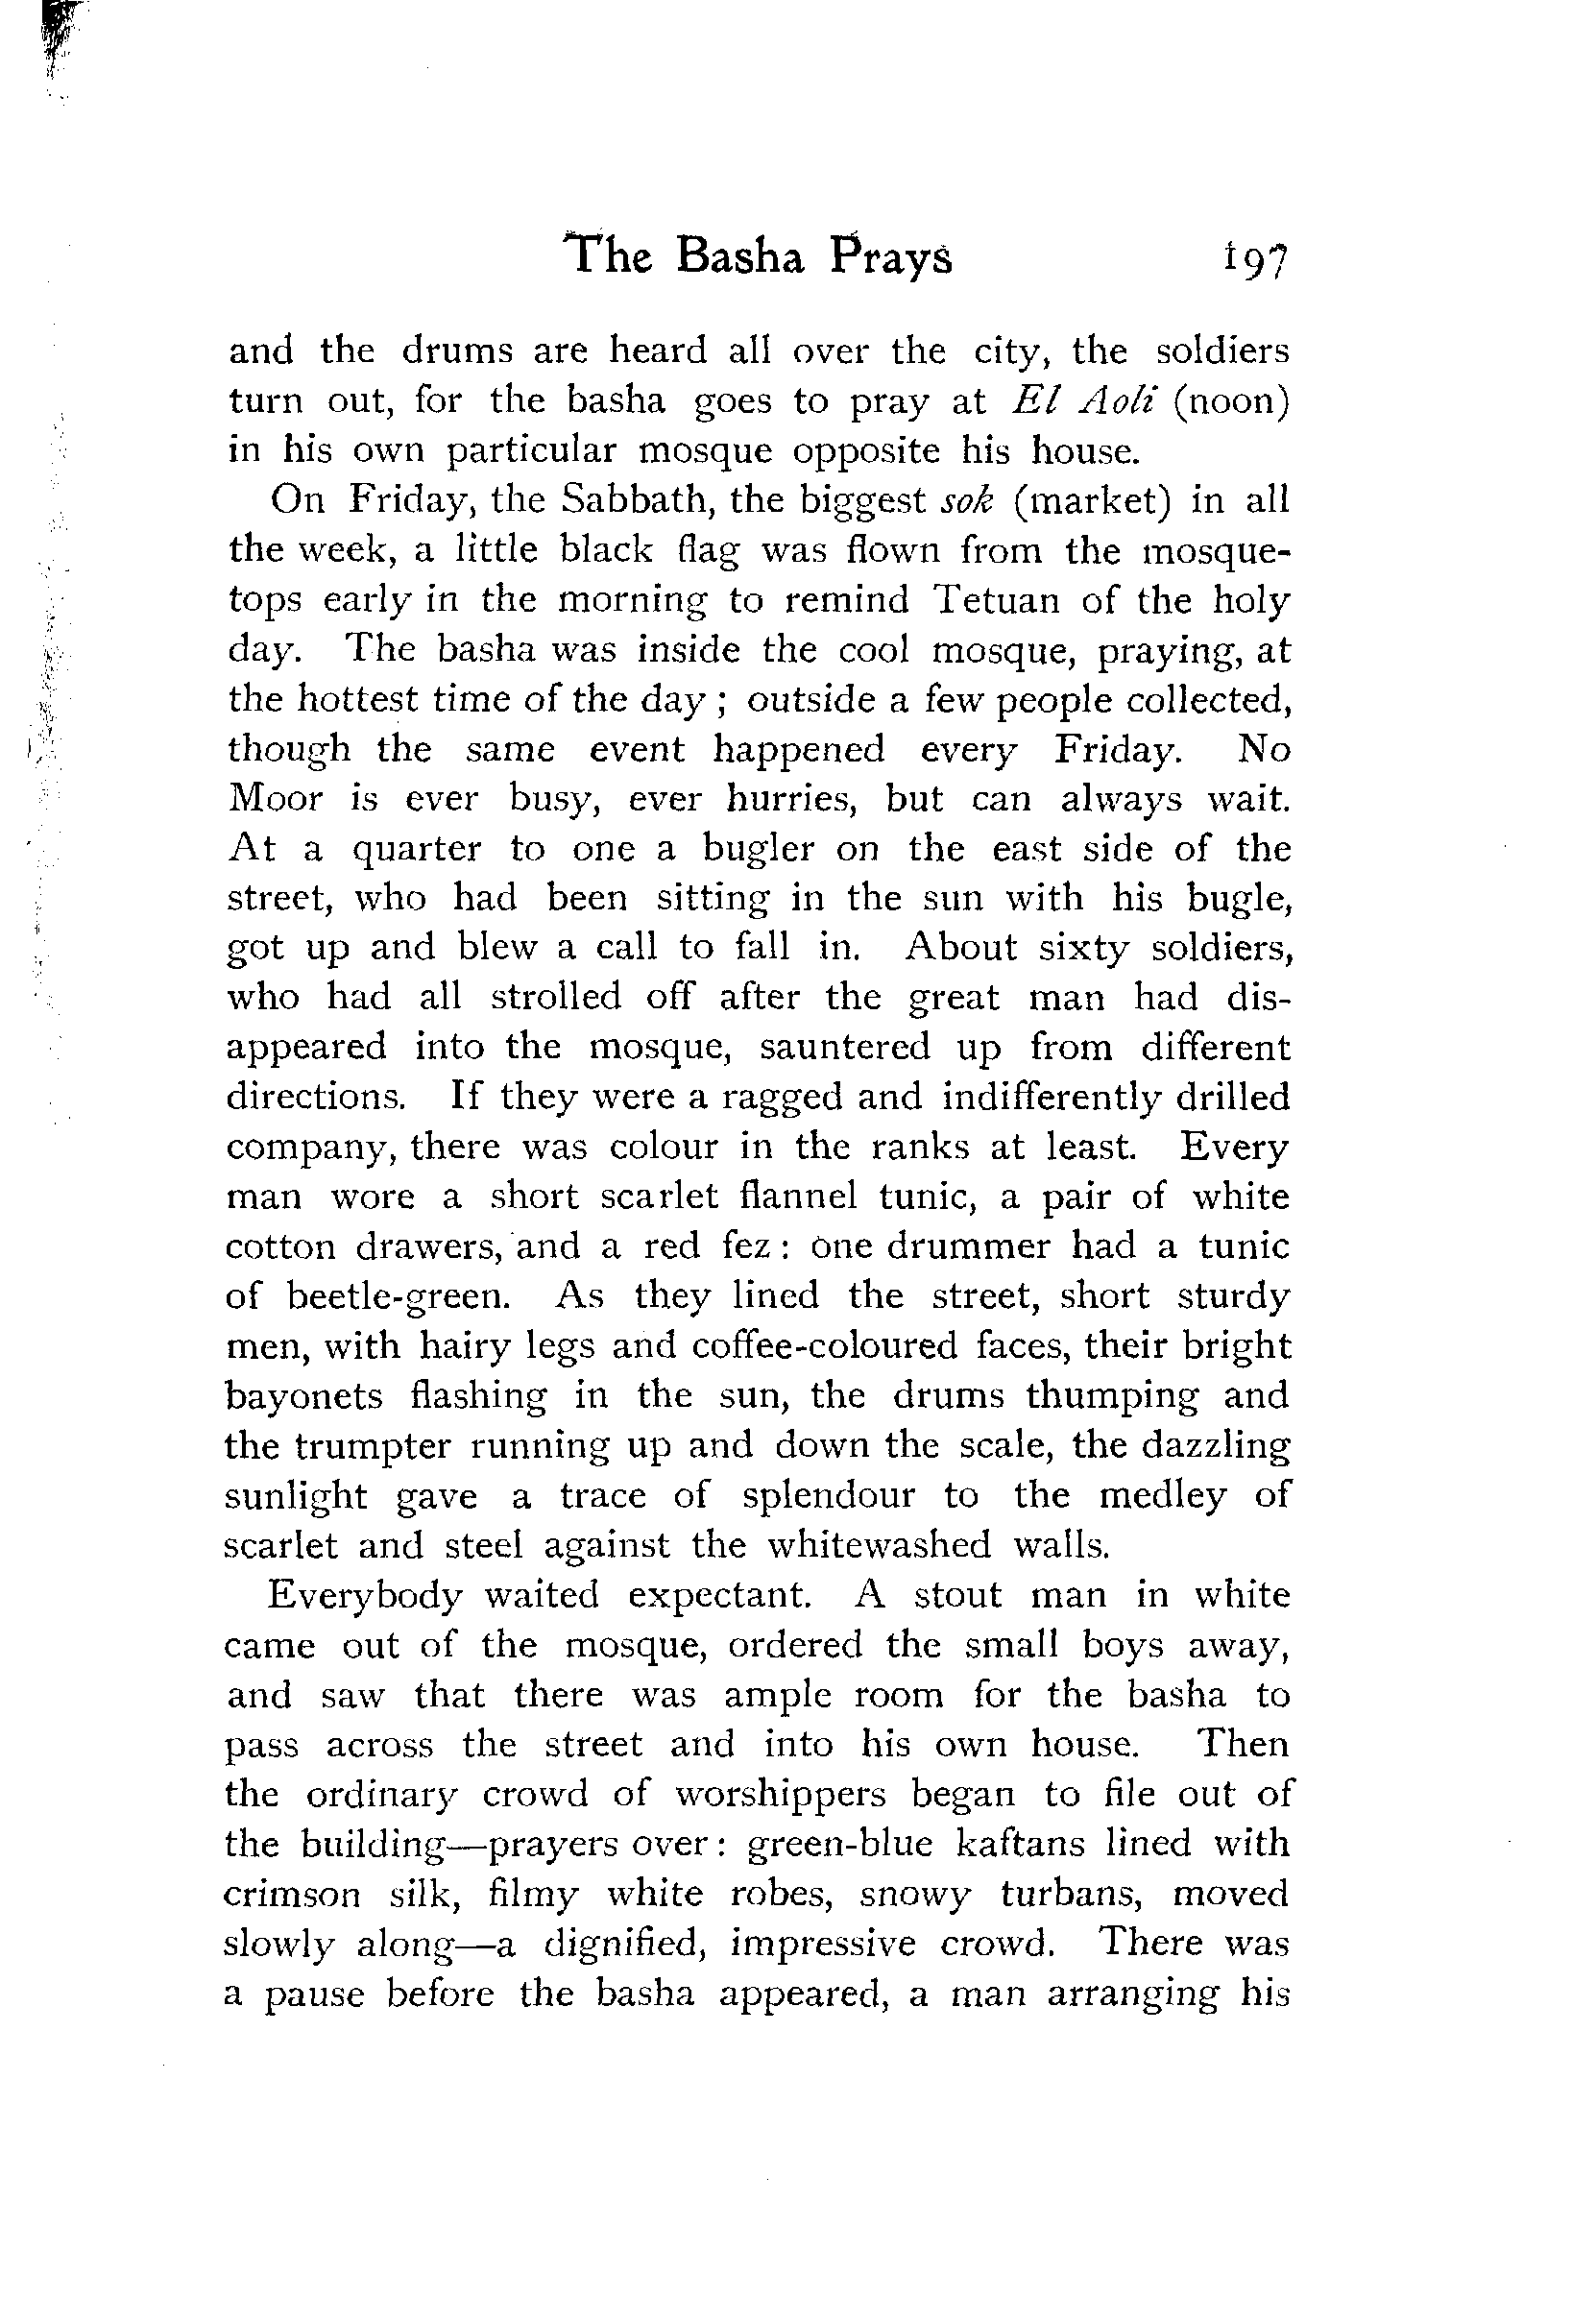 The Basha Prays 197
and the drums are heard all over the city, the soldiers
turn out, for the basha goes to pray at El Aoli (noon)
in his own particular mosque opposite his house.
On Friday, the Sabbath, the biggest sok (market) in all
the week, a little black flag was flown from the mosque-
tops early in the morning to remind Tetuan of the holy
day. The basha was inside the cool mosque, praying, at
the hottest time of the day ; outside a few people collected,
though the same event happened every Friday. No
Moor is ever busy, ever hurries, but can always wait.
At a quarter to one a bugler on the east side of the
street, who had been sitting in the sun with his bugle,
got up and blew a call to fall in. About sixty soldiers,
who had all strolled off after the great man had dis-
appeared into the mosque, sauntered up from different
directions. If they were a ragged and indifferently drilled
company, there was colour in the ranks at least. Every
man wore a short scarlet flannel tunic, a pair of white
cotton drawers, and a red fez : one drummer had a tunic
of beetle-green. As they lined the street, short sturdy
men, with hairy legs and coffee-coloured faces, their bright
bayonets flashing in the sun, the drums thumping and
the trumpter running up and down the scale, the dazzling
sunlight gave a trace of splendour to the medley of
scarlet and steel against the whitewashed walls.
Everybody waited expectant. A stout man in white
came out of the mosque, ordered the small boys away,
and saw that there was ample room for the basha to
pass across the street and into his own house. Then
the ordinary crowd of worshippers began to file out of
the building—prayers over : green-blue kaftans lined with
crimson silk, filmy white robes, snowy turbans, moved
slowly along—a dignified, impressive crowd. There was
a pause before the basha appeared, a man arranging his